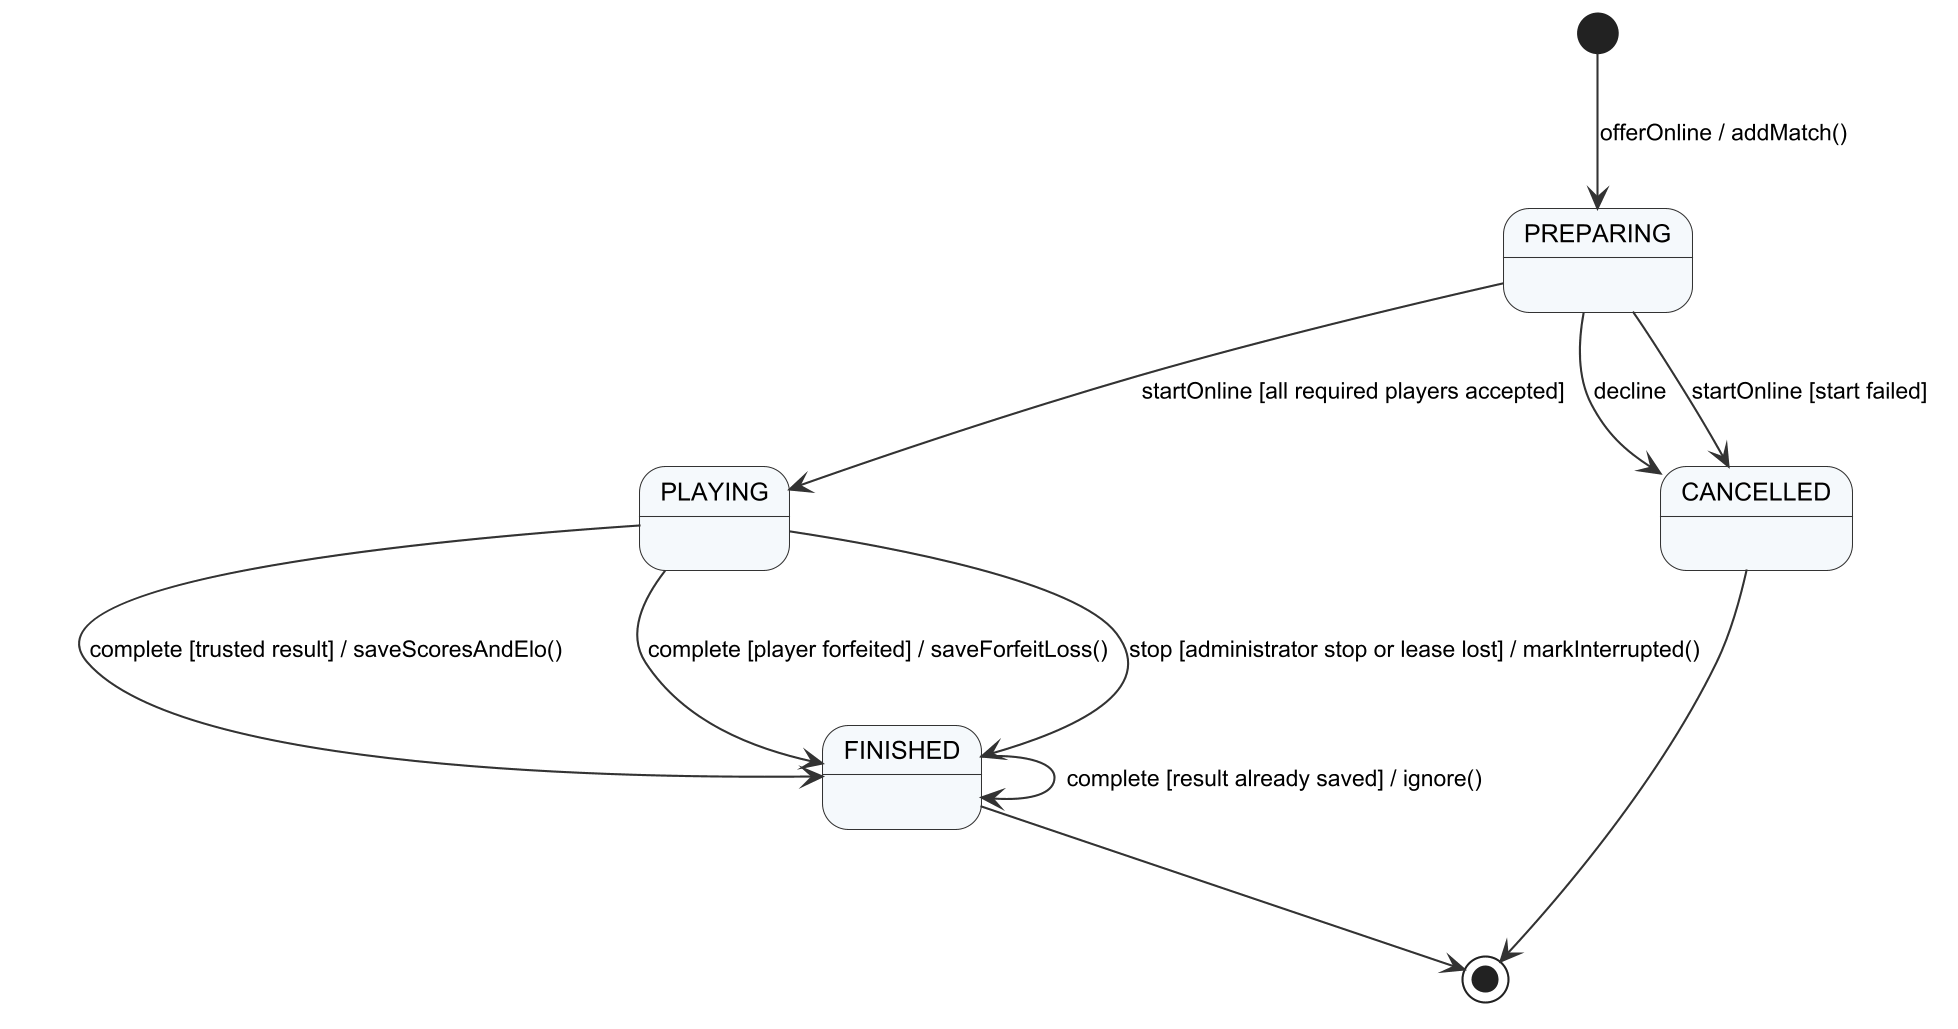 offerOnline / addMatch()
PREPARING
startOnline [all required players accepted]
decline
startOnline [start failed]
PLAYING
CANCELLED
complete [trusted result] / saveScoresAndElo()
complete [player forfeited] / saveForfeitLoss()
stop [administrator stop or lease lost] / markInterrupted()
FINISHED
complete [result already saved] / ignore()